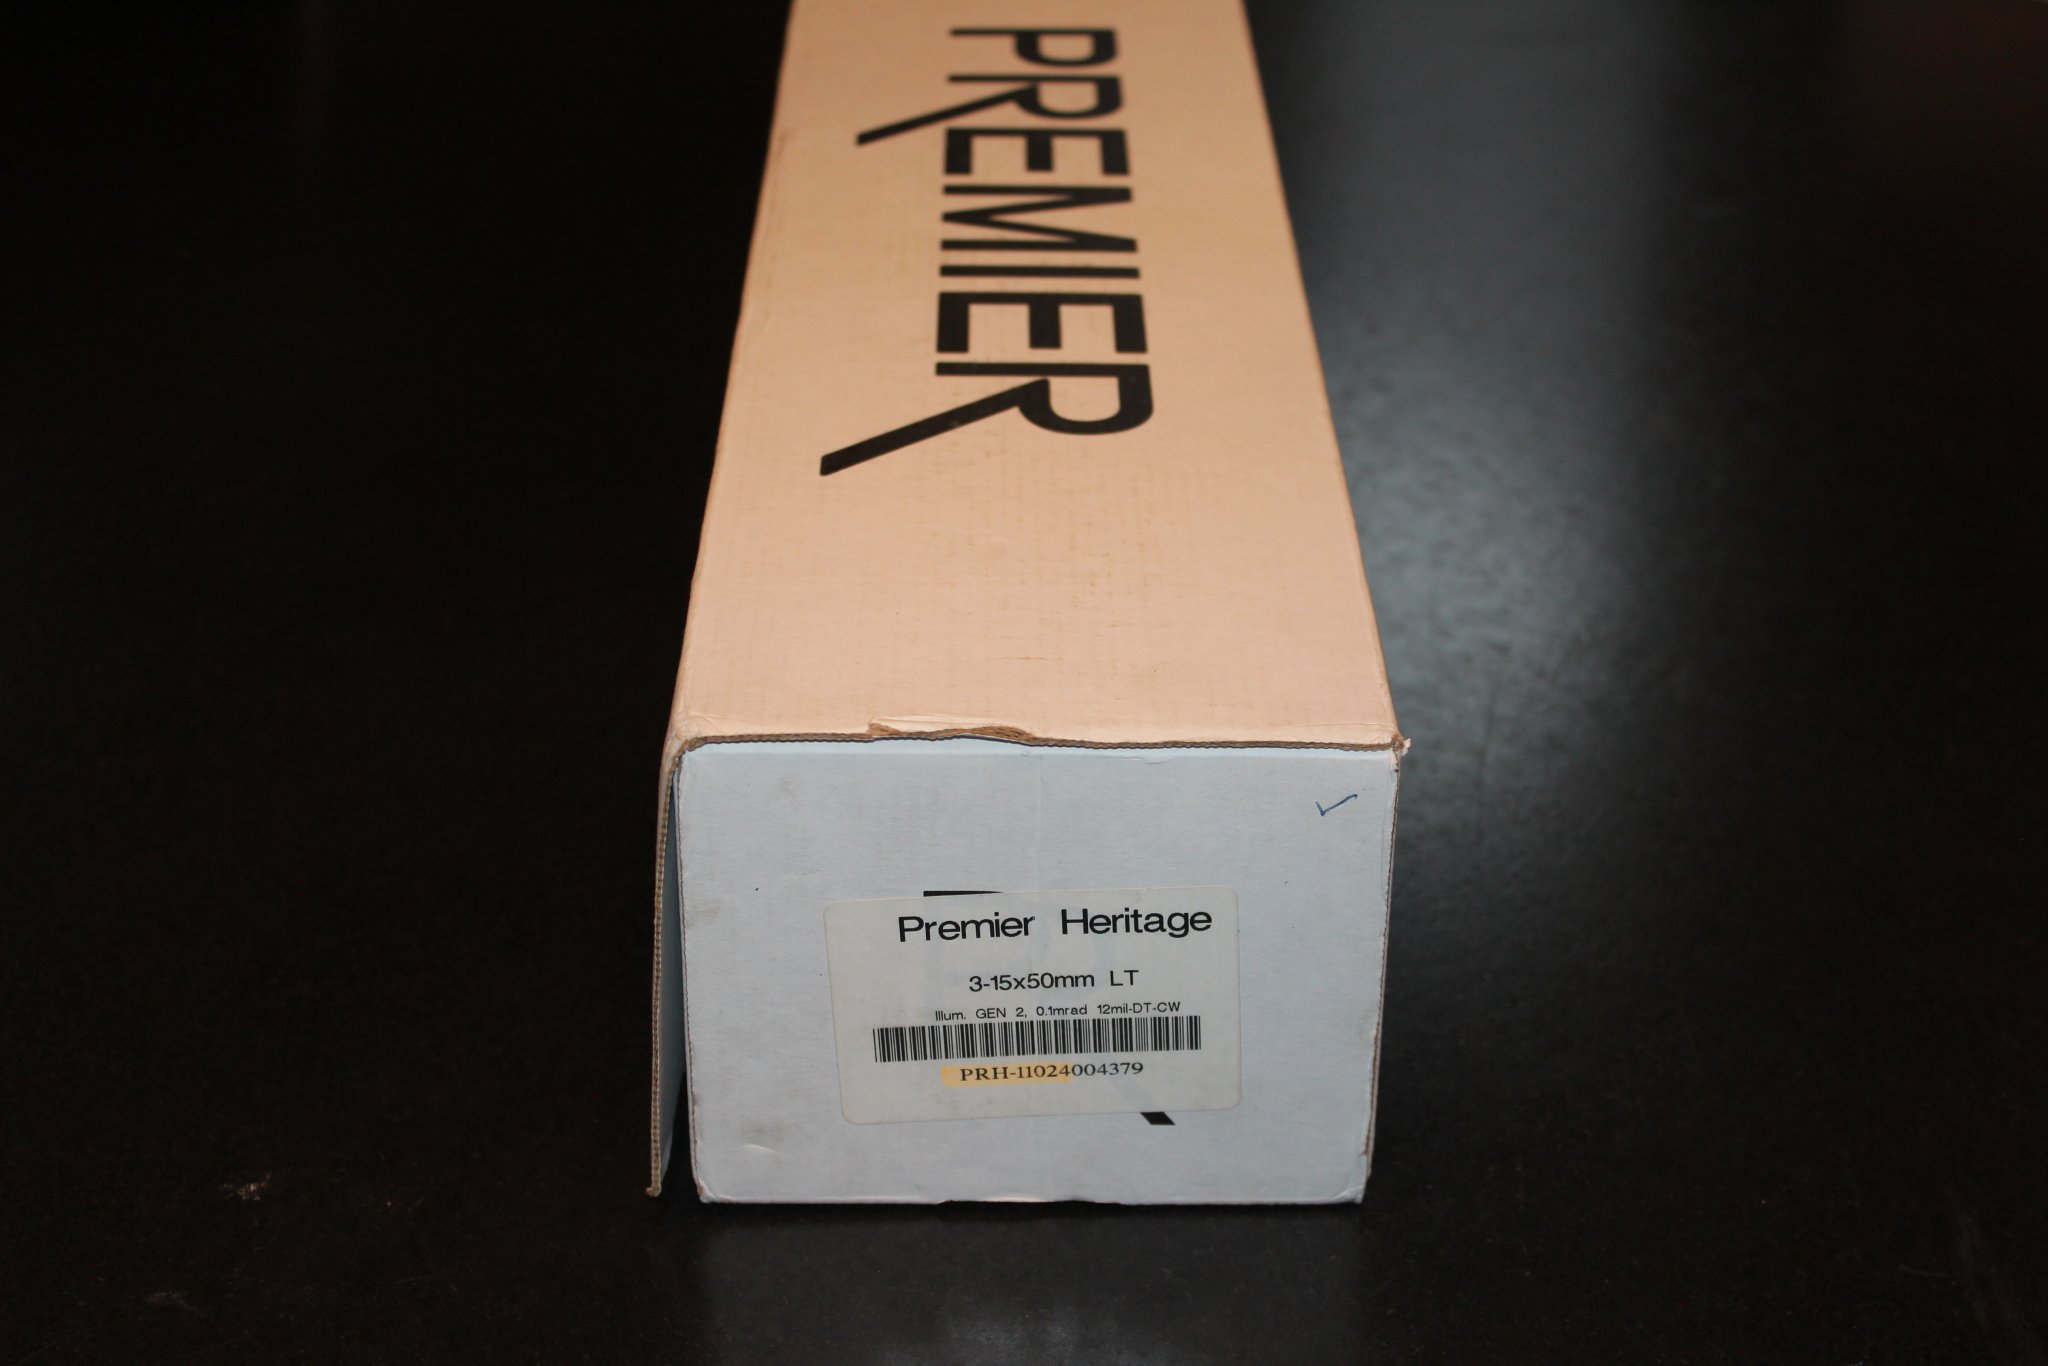 PREMIER
Premier Heritage
3-15x50mm LT
Illum. GEN 2, 0.1mrad 12mil-DT-CW
PRH-11024004379